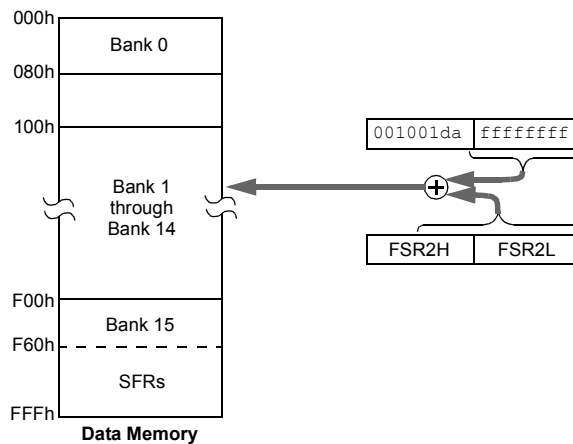 000h
Bank 0
080h
100h
001001da ffffffff
Bank 1
through
Bank 14
FSR2H FSR2L
F00h
Bank 15
F60h
SFRs
FFFh
Data Memory